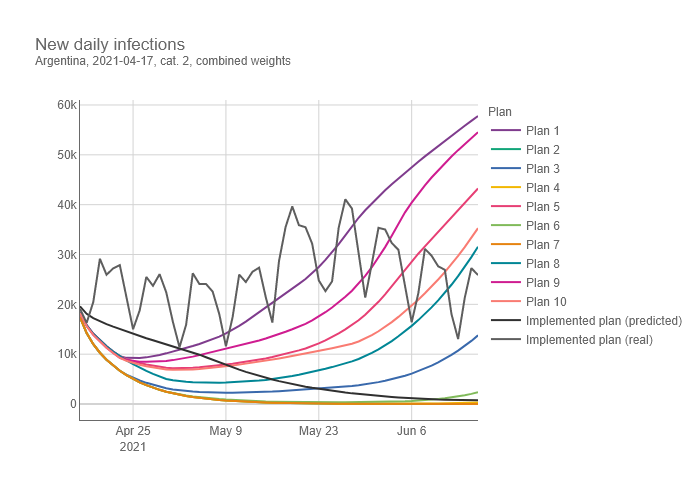 New daily infections
Argentina, 2021-04-17, cat. 2, combined weights
60k
50k
40k
30k
20k
10k
0
Apr 25
2021
May 9
May 23
Jun 6
Plan
Plan 1
Plan 2
Plan 3
Plan 4
Plan 5
Plan 6
Plan 7
Plan 8
Plan 9
Plan 10
Implemented plan (predicted)
Implemented plan (real)